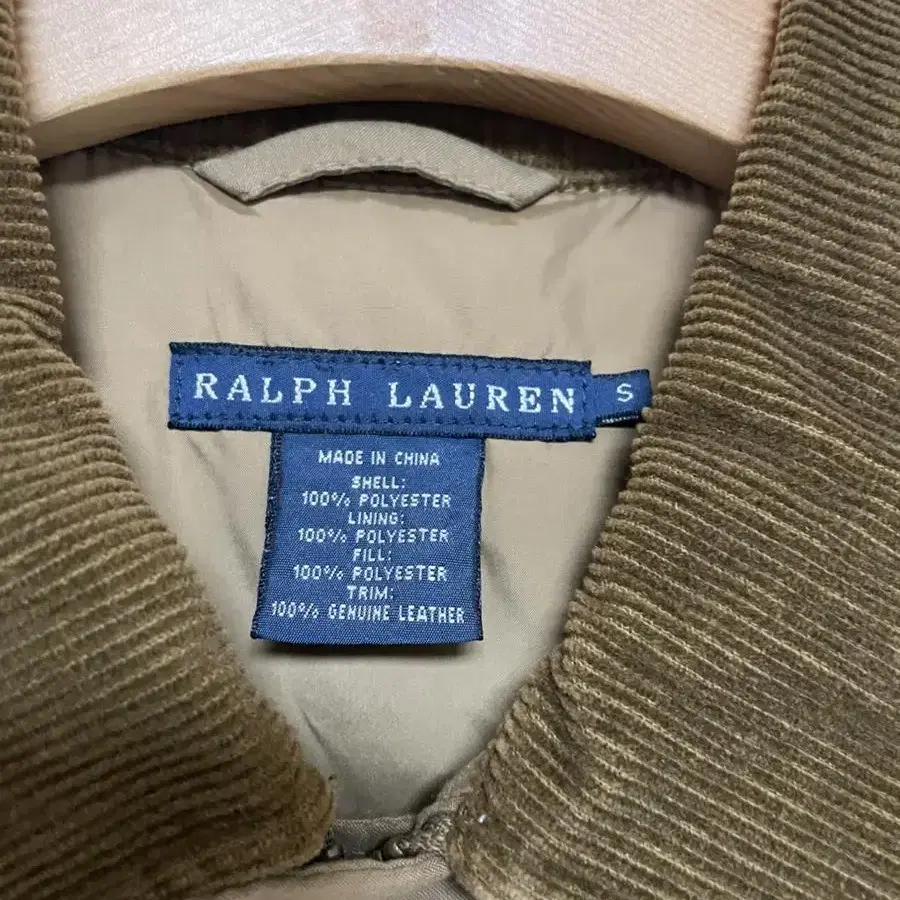 RALPH LAUREN
S
MADE IN CHINA
SHELL:
100% POLYESTER
LINING:
100% POLYESTER
FILL:
100% POLYESTER
TRIM:
100% GENUINE LEATHER